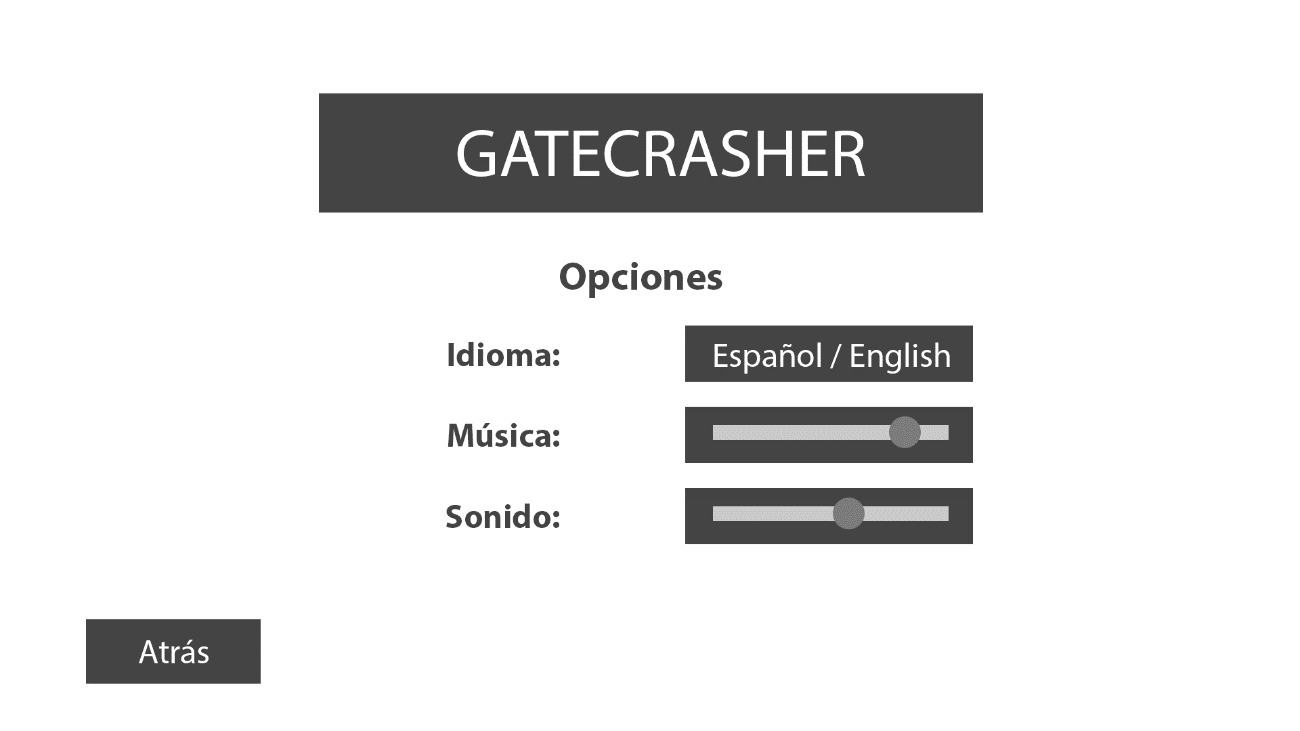 GATECRASHER
Opciones
Idioma: Español / English
Música:
Sonido:
Atrás